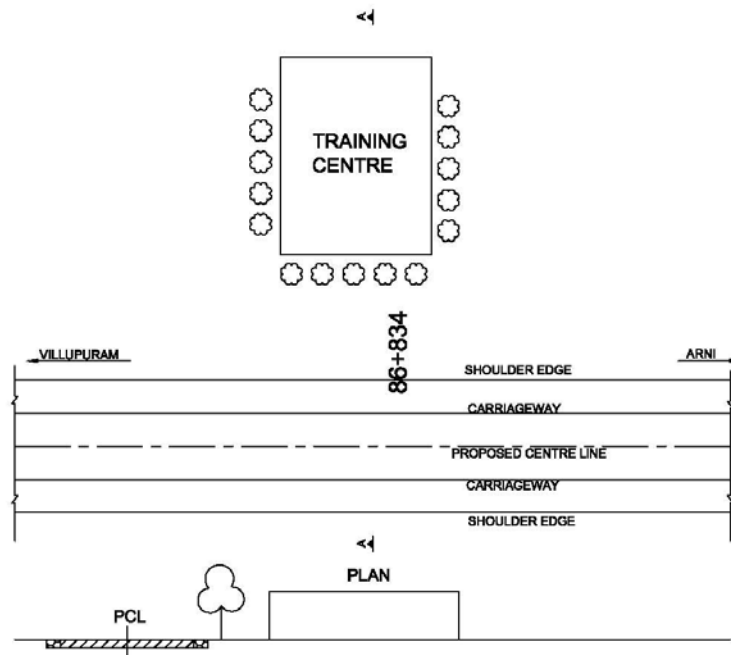 A
TRAINING
CENTRE
86+834
VILLUPURAM
ARNI
SHOULDER EDGE
CARRIAGEWAY
PROPOSED CENTRE LINE
CARRIAGEWAY
SHOULDER EDGE
A
PLAN
PCL